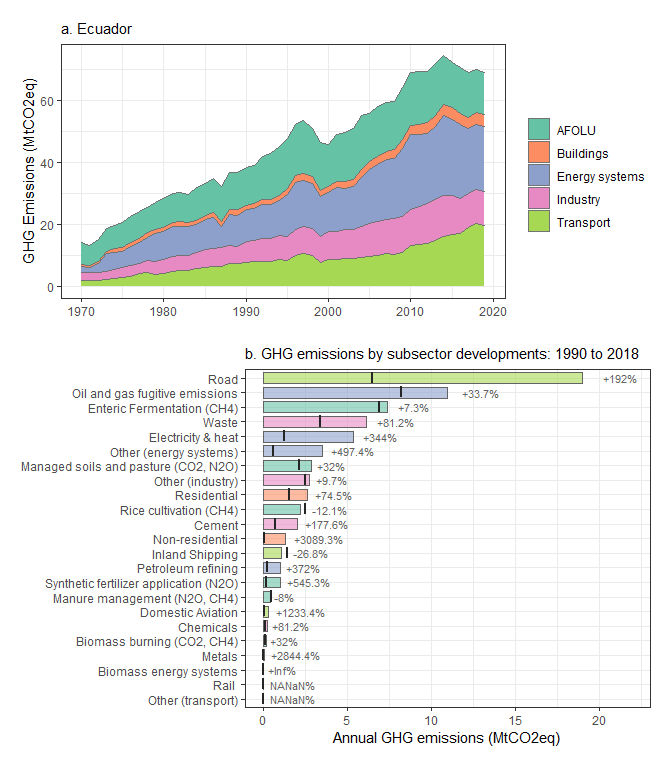 a. Ecuador
GHG Emissions (MtCO2eq)
60
40
20
0
1970
1980
1990
2000
2010
2020
AFOLU
Buildings
Energy systems
Industry
Transport
b. GHG emissions by subsector developments: 1990 to 2018
Road +192%
Oil and gas fugitive emissions +33.7%
Enteric Fermentation (CH4) +7.3%
Waste +81.2%
Electricity & heat +344%
Other (energy systems) +497.4%
Managed soils and pasture (CO2, N2O) +32%
Other (industry) +9.7%
Residential +74.5%
Rice cultivation (CH4) -12.1%
Cement +177.6%
Non-residential +3089.3%
Inland Shipping -26.8%
Petroleum refining +372%
Synthetic fertilizer application (N2O) +545.3%
Manure management (N2O, CH4) -8%
Domestic Aviation +1233.4%
Chemicals +81.2%
Biomass burning (CO2, CH4) +32%
Metals +2844.4%
Biomass energy systems +Inf%
Rail NANaN%
Other (transport) NANaN%
0
5
10
15
20
Annual GHG emissions (MtCO2eq)